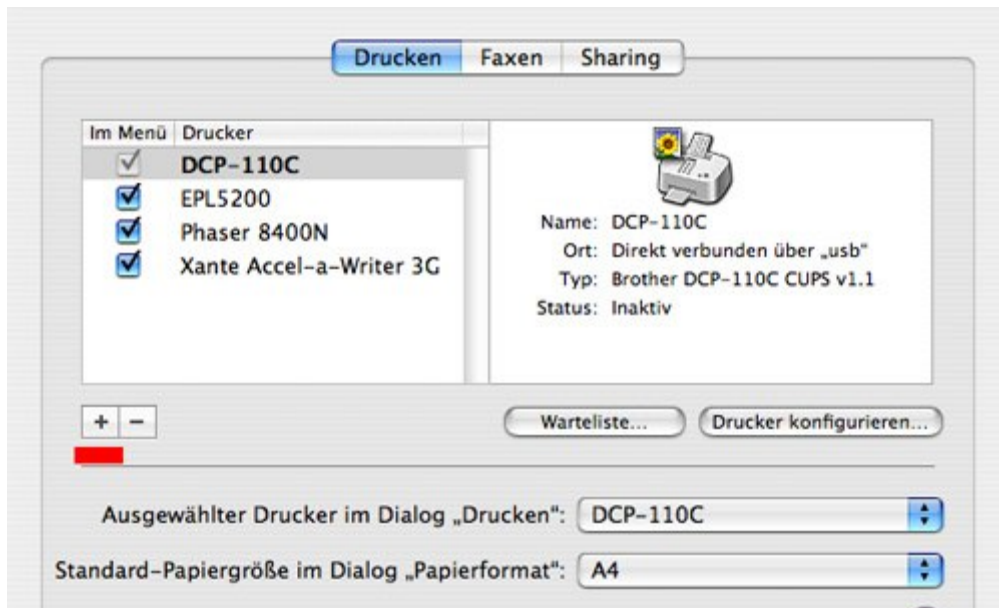 Drucken Faxen Sharing
Im Menü Drucker
DCP-110C
EPL5200
Phaser 8400N
Xante Accel-a-Writer 3G
Name: DCP-110C
Ort: Direkt verbunden über „usb“
Typ: Brother DCP-110C CUPS v1.1
Status: Inaktiv
+ −
Warteliste... Drucker konfigurieren...
Ausgewählter Drucker im Dialog „Drucken“: DCP-110C
Standard-Papiergröße im Dialog „Papierformat“: A4